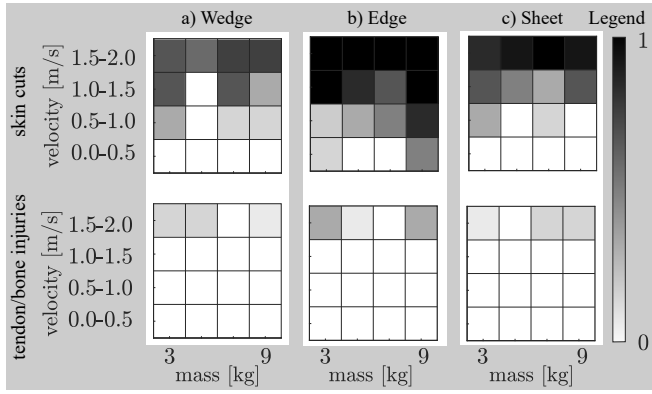 a) Wedge b) Edge c) Sheet Legend
skin cuts
velocity [m/s]
1.5-2.0
1.0-1.5
0.5-1.0
0.0-0.5
1
tendon/bone injuries
velocity [m/s]
1.5-2.0
1.0-1.5
0.5-1.0
0.0-0.5
0
3 9 3 9 3 9
mass [kg] mass [kg] mass [kg]